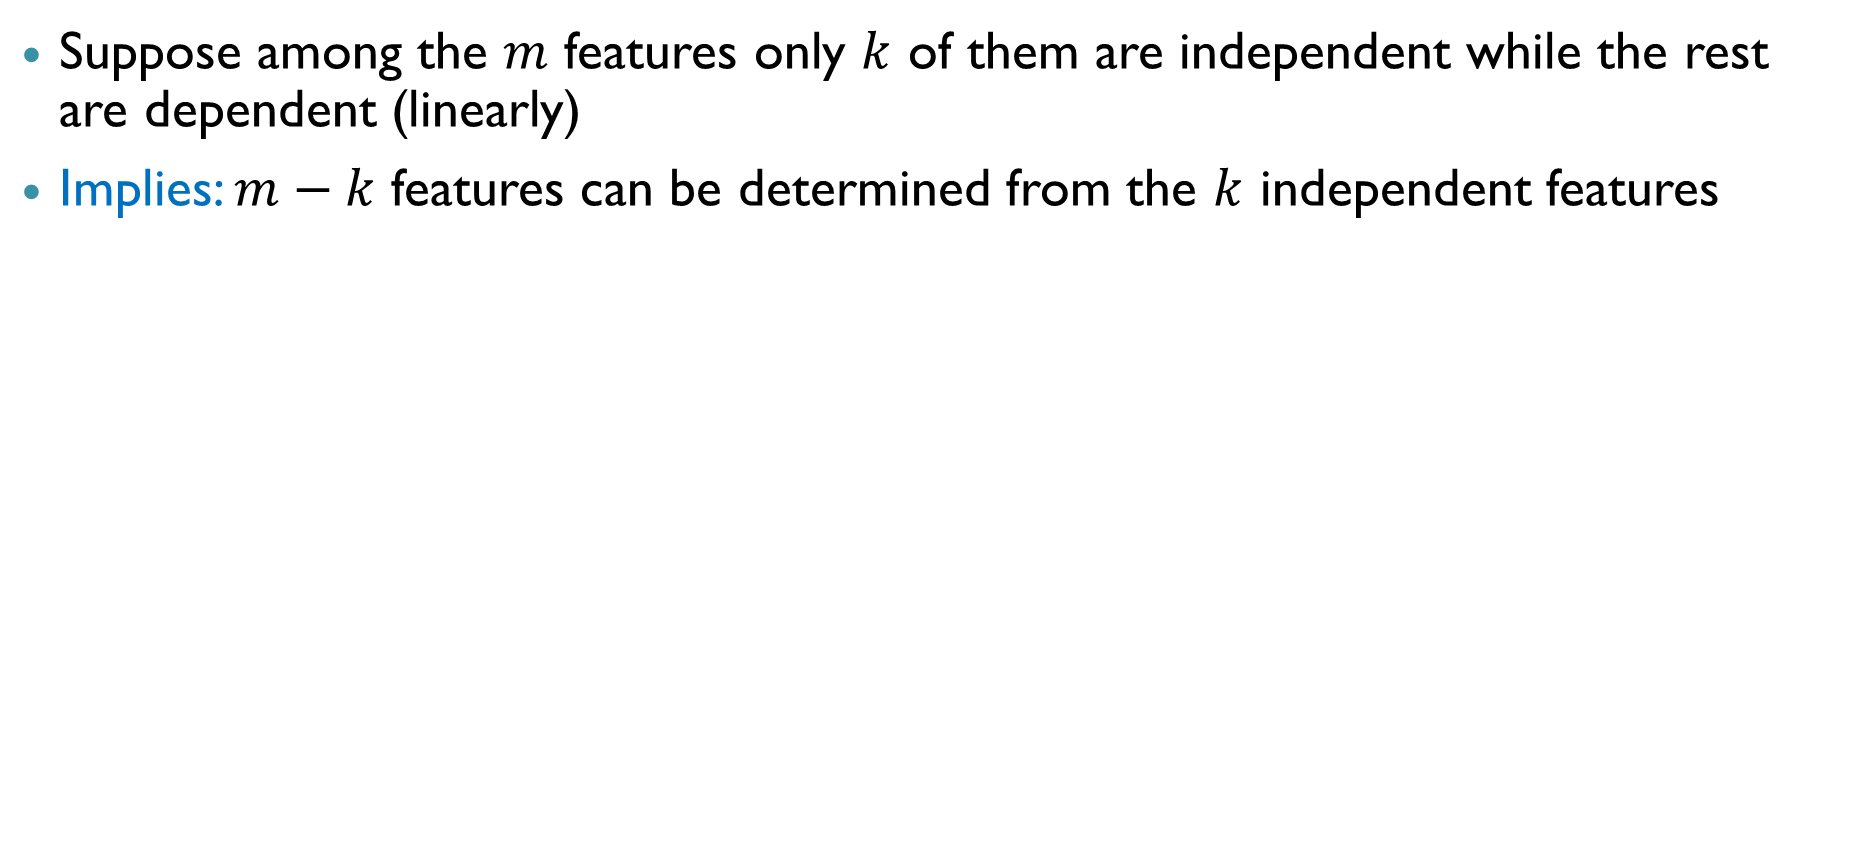 • Suppose among the m features only k of them are independent while the rest
are dependent (linearly)
• Implies: m − k features can be determined from the k independent features